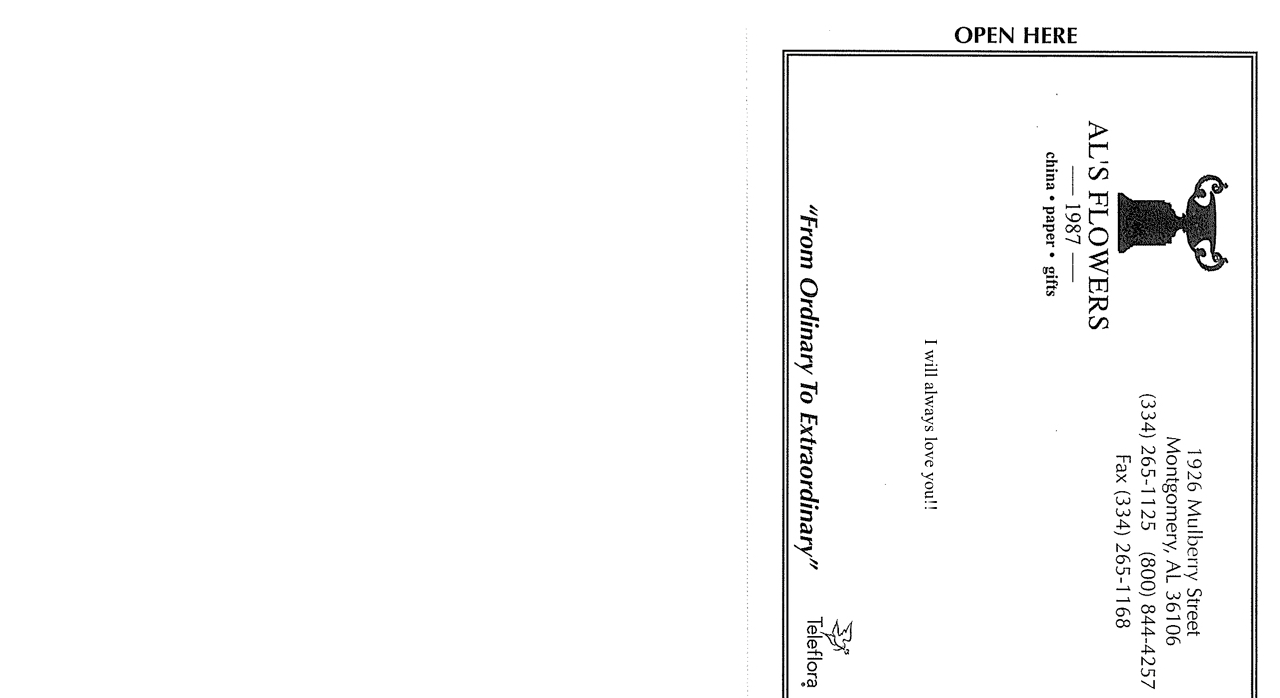 OPEN HERE
AL'S FLOWERS
1987
china • paper • gifts
1926 Mulberry Street
Montgomery, AL 36106
(334) 265-1125 (800) 844-4257
Fax (334) 265-1168
I will always love you!!
“From Ordinary To Extraordinary”
Teleflora